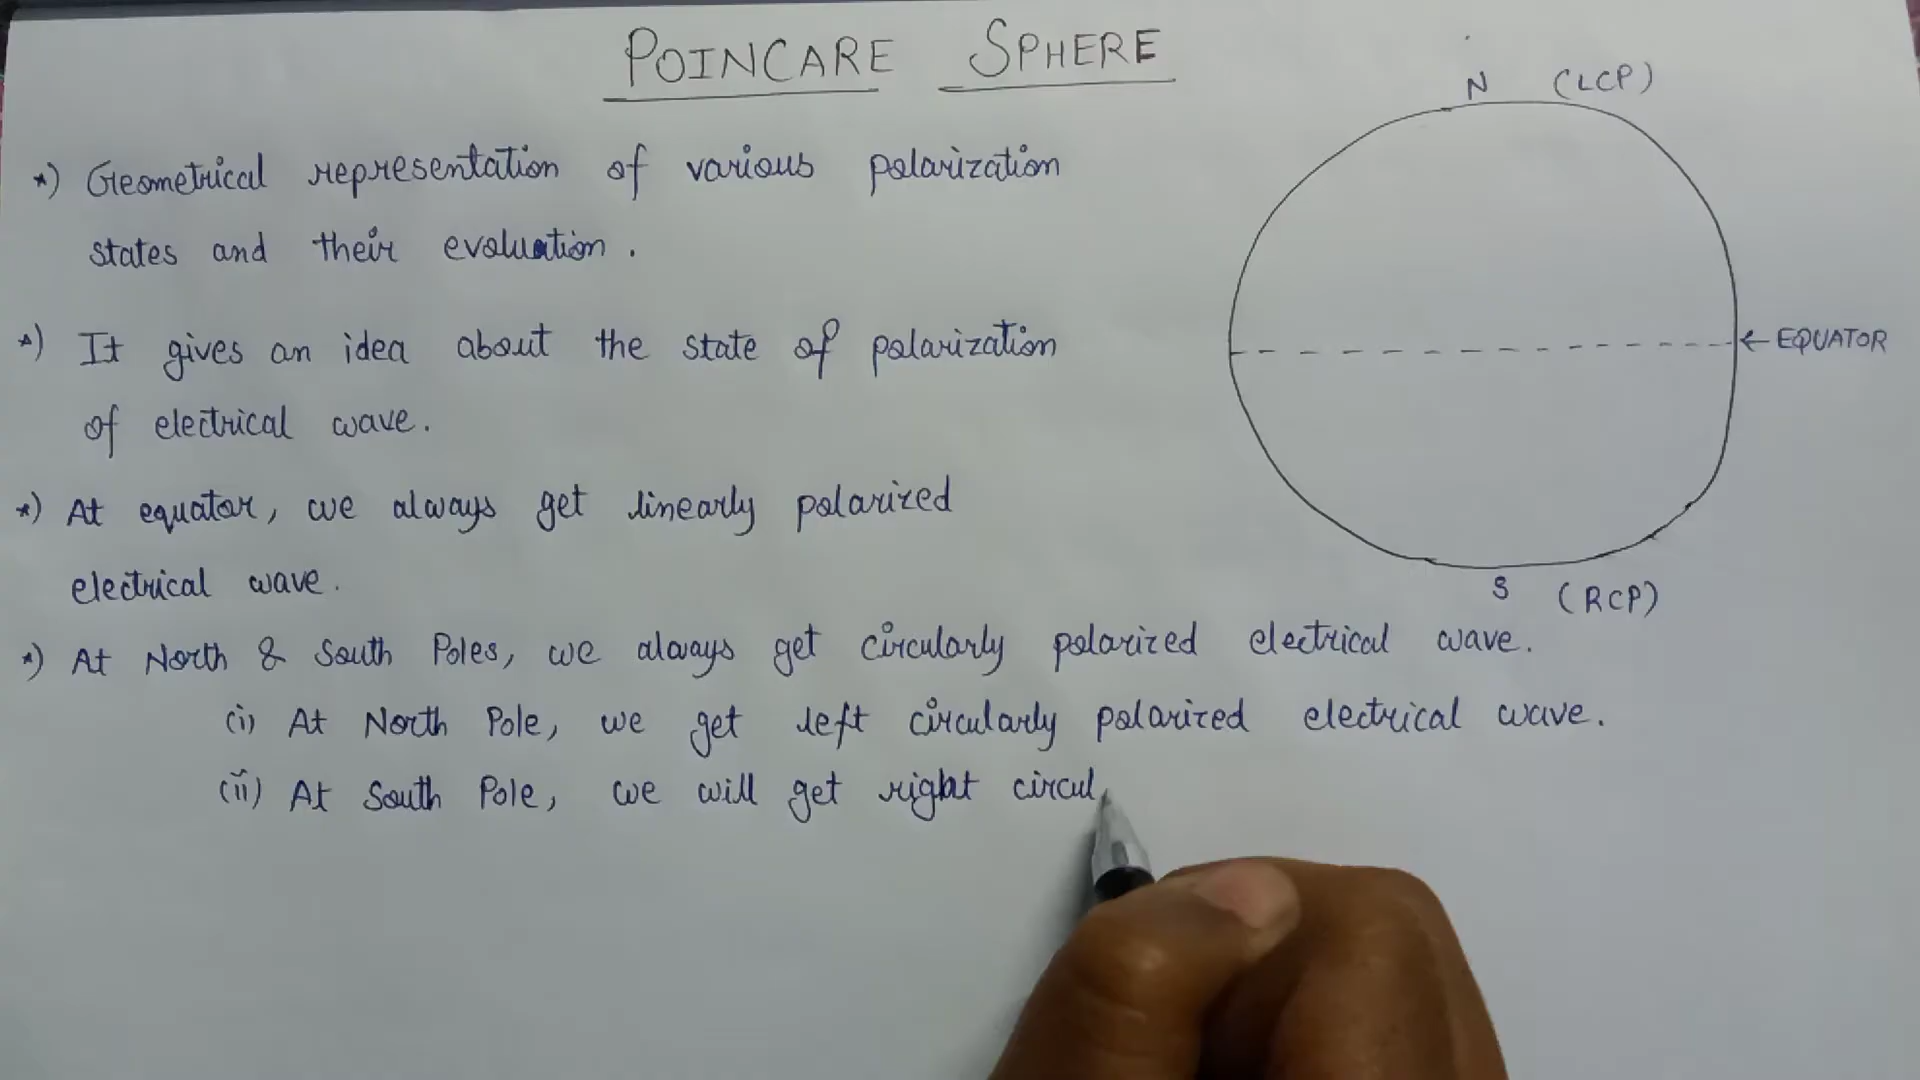 POINCARE SPHERE
*) Geometrical representation of various polarization
states and their evaluation.
*) It gives an idea about the state of polarization
of electrical wave.
*) At equator, we always get linearly polarized
electrical wave.
*) At North & South Poles, we always get circularly polarized electrical wave.
(i) At North Pole, we get left circularly polarized electrical wave.
(ii) At South Pole, we will get right circul
N (LCP)
← EQUATOR
S (RCP)